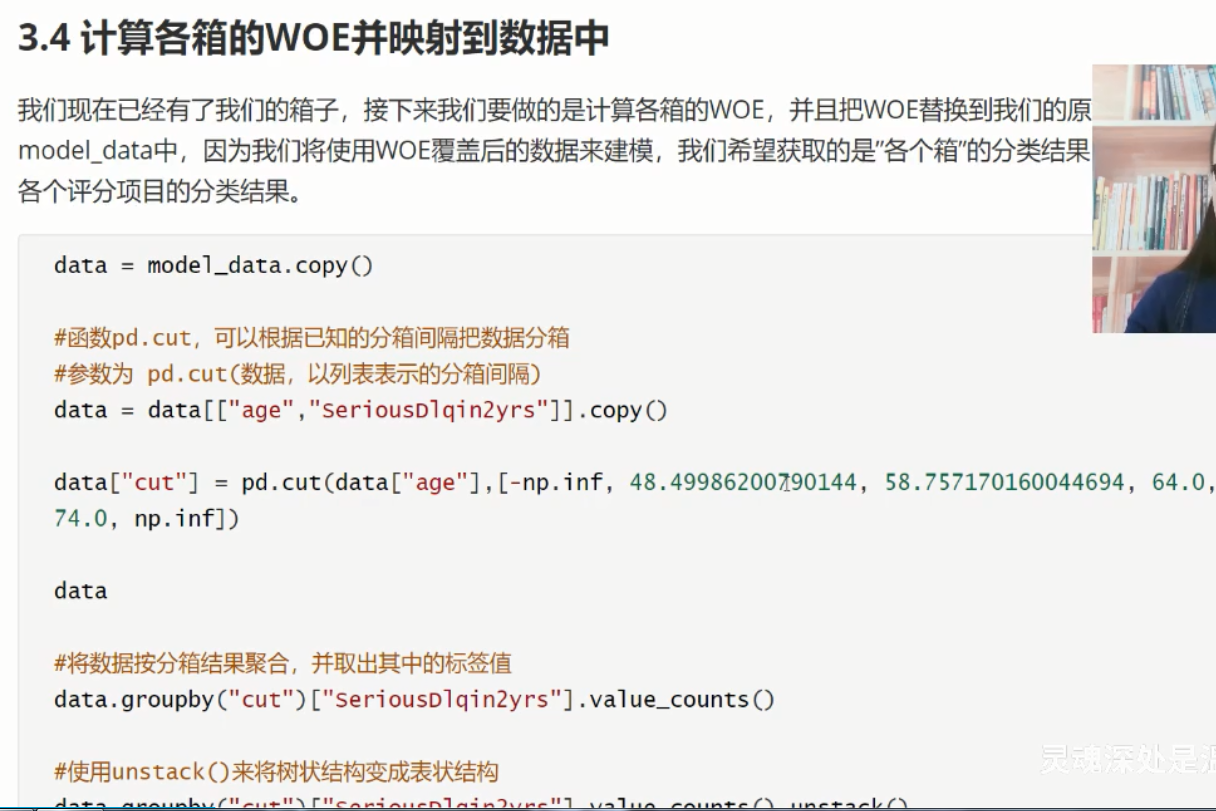 3.4 计算各箱的WOE并映射到数据中
我们现在已经有了我们的箱子，接下来我们要做的是计算各箱的WOE，并且把WOE替换到我们的原
model_data中，因为我们将使用WOE覆盖后的数据来建模，我们希望获取的是”各个箱”的分类结果
各个评分项目的分类结果。
data = model_data.copy()
#函数pd.cut，可以根据已知的分箱间隔把数据分箱
#参数为 pd.cut(数据，以列表表示的分箱间隔)
data = data[["age","SeriousDlqin2yrs"]].copy()
data["cut"] = pd.cut(data["age"],[-np.inf, 48.49986200790144, 58.757170160044694, 64.0,
74.0, np.inf])
data
#将数据按分箱结果聚合，并取出其中的标签值
data.groupby("cut")["SeriousDlqin2yrs"].value_counts()
#使用unstack()来将树状结构变成表状结构
data.groupby("cut")["SeriousDlqin2yrs"].value_counts().unstack()
灵魂深处是